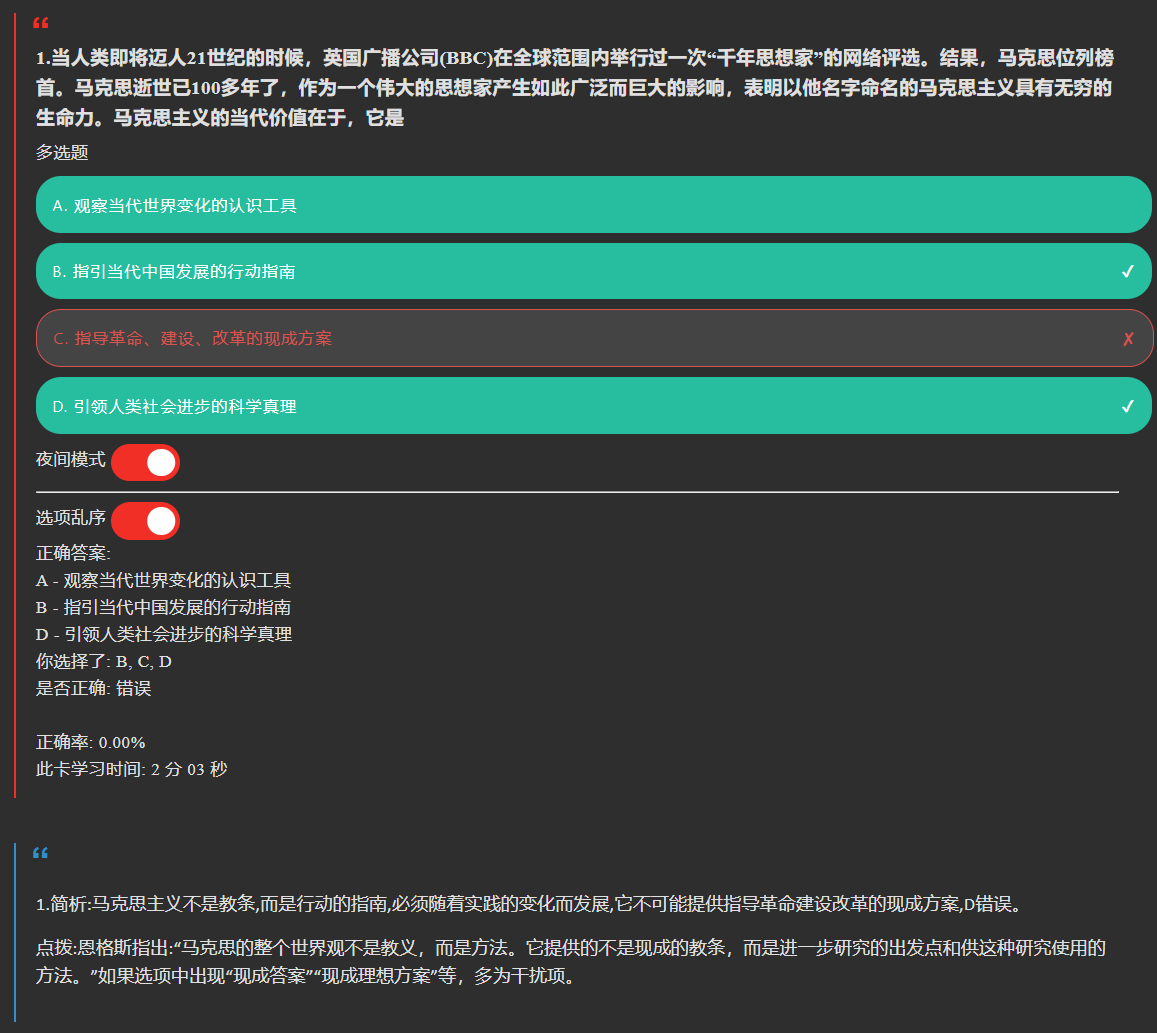 “
1.当人类即将迈人21世纪的时候，英国广播公司(BBC)在全球范围内举行过一次“千年思想家”的网络评选。结果，马克思位列榜
首。马克思逝世已100多年了，作为一个伟大的思想家产生如此广泛而巨大的影响，表明以他名字命名的马克思主义具有无穷的
生命力。马克思主义的当代价值在于，它是
多选题
A. 观察当代世界变化的认识工具
B. 指引当代中国发展的行动指南 ✓
C. 指导革命、建设、改革的现成方案 ✗
D. 引领人类社会进步的科学真理 ✓
夜间模式
选项乱序
正确答案:
A - 观察当代世界变化的认识工具
B - 指引当代中国发展的行动指南
D - 引领人类社会进步的科学真理
你选择了: B, C, D
是否正确: 错误
正确率: 0.00%
此卡学习时间: 2 分 03 秒
“
1.简析:马克思主义不是教条,而是行动的指南,必须随着实践的变化而发展,它不可能提供指导革命建设改革的现成方案,D错误。
点拨:恩格斯指出:“马克思的整个世界观不是教义，而是方法。它提供的不是现成的教条，而是进一步研究的出发点和供这种研究使用的
方法。”如果选项中出现“现成答案”“现成理想方案”等，多为干扰项。